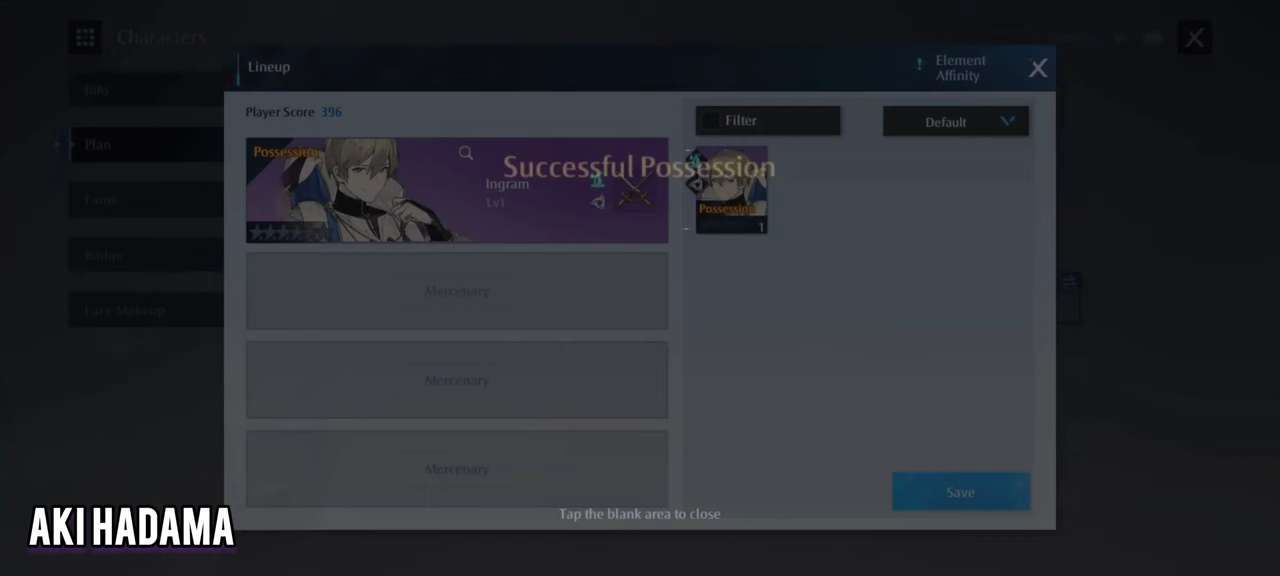 Characters
Info
Plan
Badge
Face Makeup
Lineup
Element
Affinity
Player Score 396
Filter
Default
Possession
Successful Possession
Ingram
Lv1
Possession
1
Mercenary
Mercenary
Mercenary
Save
Tap the blank area to close
AKI HADAMA